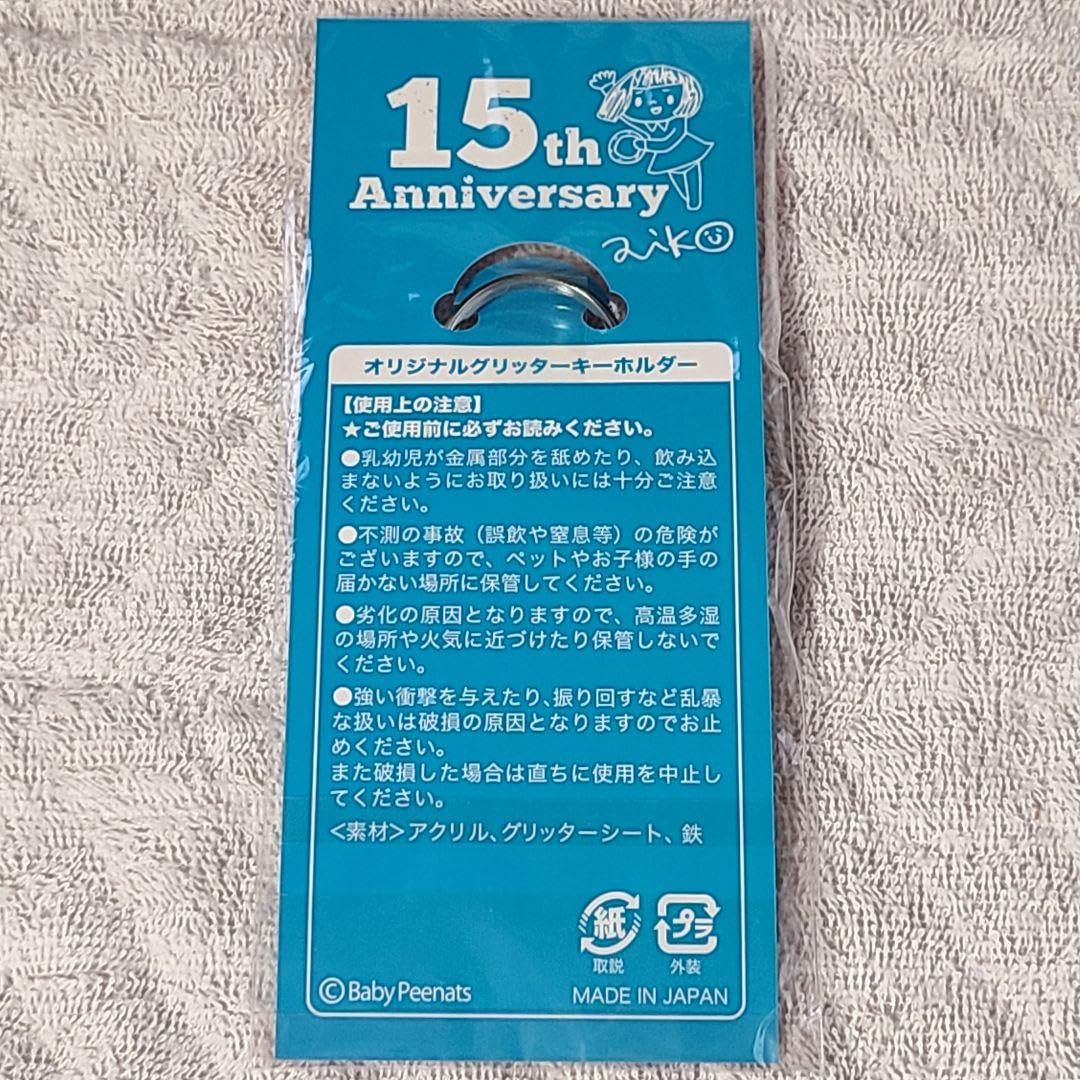 15th
Anniversary
aiko
オリジナルグリッターキーホルダー
【使用上の注意】
★ご使用前に必ずお読みください。
●乳幼児が金属部分を舐めたり、飲み込
まないようにお取り扱いには十分ご注意
ください。
●不測の事故（誤飲や窒息等）の危険が
ございますので、ペットやお子様の手の
届かない場所に保管してください。
●劣化の原因となりますので、高温多湿
の場所や火気に近づけたり保管しないで
ください。
●強い衝撃を与えたり、振り回すなど乱暴
な扱いは破損の原因となりますのでお止
めください。
また破損した場合は直ちに使用を中止し
てください。
<素材>アクリル、グリッターシート、鉄
紙 プラ
取説 外装
©Baby Peenats MADE IN JAPAN